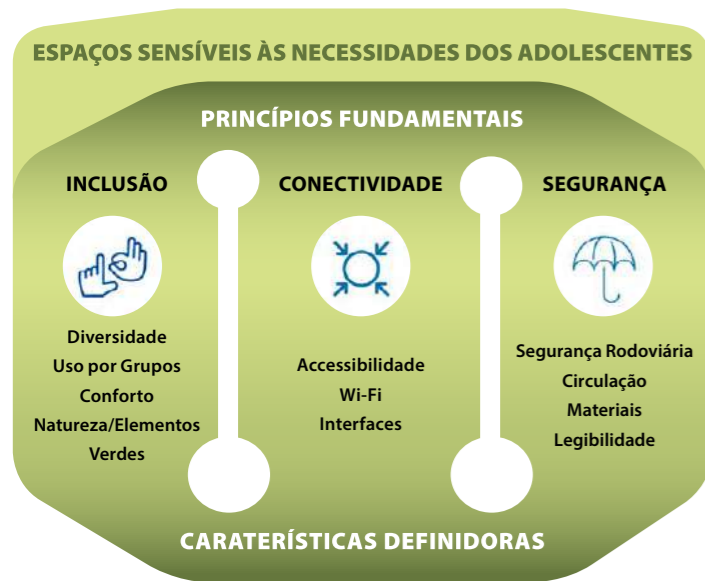 ESPAÇOS SENSÍVEIS ÀS NECESSIDADES DOS ADOLESCENTES
PRINCÍPIOS FUNDAMENTAIS
INCLUSÃO
Diversidade
Uso por Grupos
Conforto
Natureza/Elementos
Verdes
CONECTIVIDADE
Accessibilidade
Wi-Fi
Interfaces
SEGURANÇA
Segurança Rodoviária
Circulação
Materiais
Legibilidade
CARATERÍSTICAS DEFINIDORAS